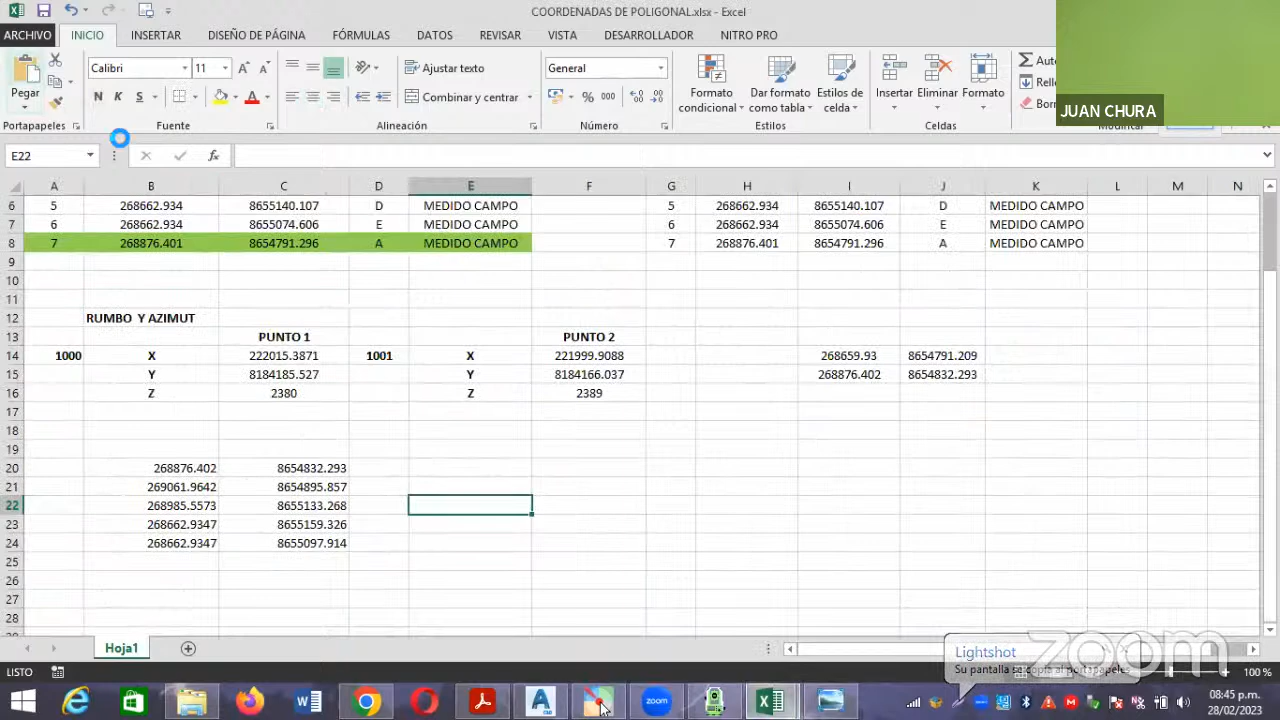 COORDENADAS DE POLIGONAL.xlsx - Excel
ARCHIVO INICIO INSERTAR DISEÑO DE PÁGINA FÓRMULAS DATOS REVISAR VISTA DESARROLLADOR NITRO PRO
Pegar
Calibri 11
Ajustar texto
General
Formato condicional
Dar formato como tabla
Estilos de celda
Insertar Eliminar Formato
N K S
Combinar y centrar
% 000
Portapapeles Fuente Alineación Número Estilos Celdas
JUAN CHURA
E22 fx
A B C D E F G H I J K L M N
6 5 268662.934 8655140.107 D MEDIDO CAMPO 5 268662.934 8655140.107 D MEDIDO CAMPO
7 6 268662.934 8655074.606 E MEDIDO CAMPO 6 268662.934 8655074.606 E MEDIDO CAMPO
8 7 268876.401 8654791.296 A MEDIDO CAMPO 7 268876.401 8654791.296 A MEDIDO CAMPO
9
10
11
12 RUMBO Y AZIMUT
13 PUNTO 1 PUNTO 2
14 1000 X 222015.3871 1001 X 221999.9088 268659.93 8654791.209
15 Y 8184185.527 Y 8184166.037 268876.402 8654832.293
16 Z 2380 Z 2389
17
18
19
20 268876.402 8654832.293
21 269061.9642 8654895.857
22 268985.5573 8655133.268
23 268662.9347 8655159.326
24 268662.9347 8655097.914
25
26
27
28
Hoja1
Lightshot
Su pantalla se copió al portapapeles
zoom
LISTO 100 %
zoom
08:45 p.m.
28/02/2023